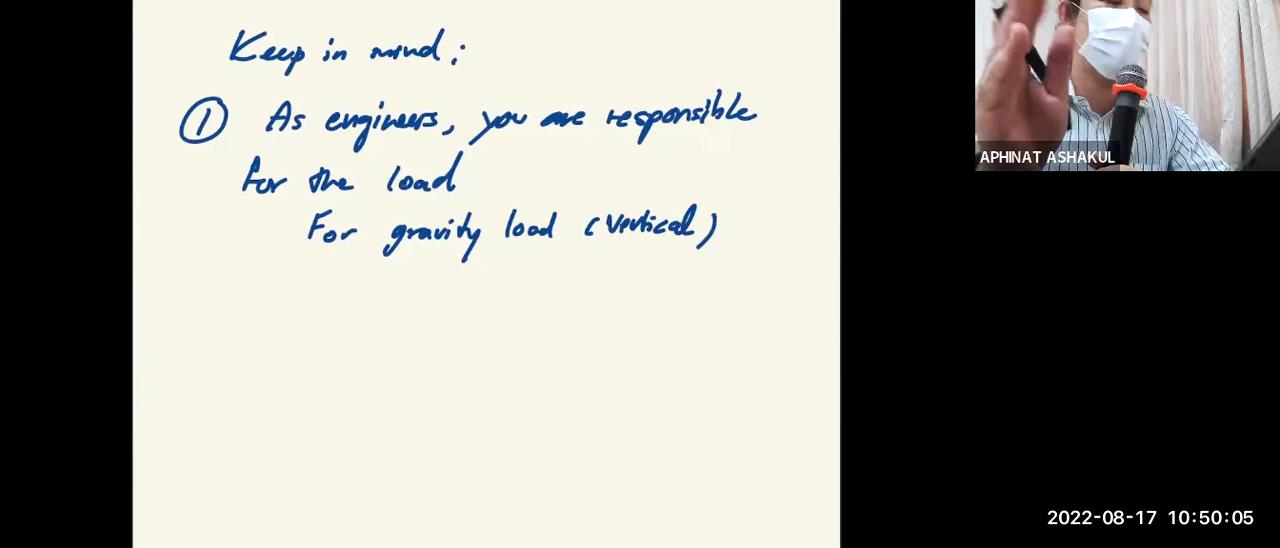 Keep in mind:
① As engineers, you are responsible
for the load
For gravity load (vertical)
APHINAT ASHAKUL
2022-08-17 10:50:05